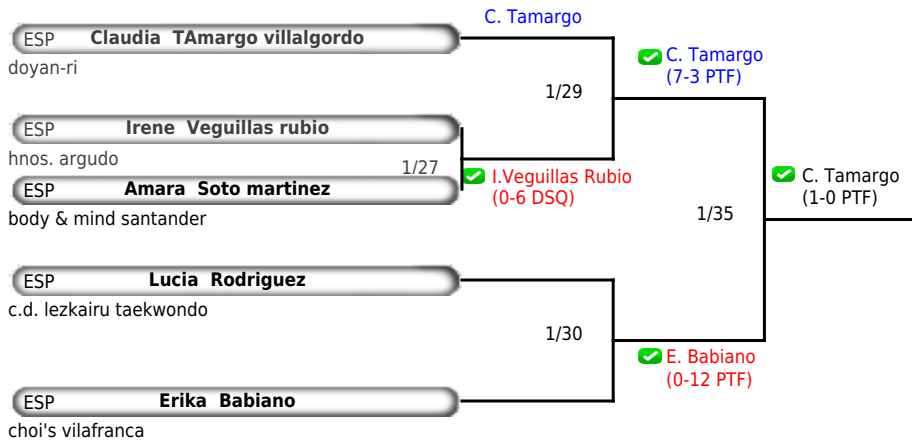 C. Tamargo
ESP Claudia TAmargo villalgordo
doyan-ri
C. Tamargo
(7-3 PTF)
1/29
ESP Irene Veguillas rubio
hnos. argudo
1/27
I.Veguillas Rubio
(0-6 DSQ)
ESP Amara Soto martinez
body & mind santander
C. Tamargo
(1-0 PTF)
1/35
ESP Lucia Rodriguez
c.d. lezkairu taekwondo
1/30
E. Babiano
(0-12 PTF)
ESP Erika Babiano
choi's vilafranca